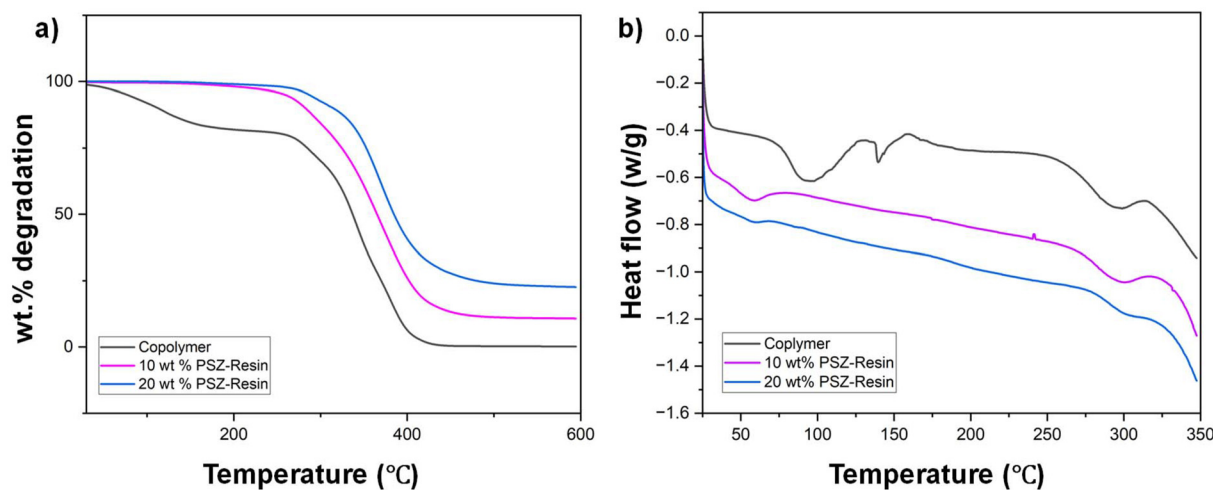 a)
wt.% degradation
100
50
0
200
400
600
Copolymer
10 wt % PSZ-Resin
20 wt % PSZ-Resin
Temperature (℃)
b)
Heat flow (w/g)
0.0
−0.2
−0.4
−0.6
−0.8
−1.0
−1.2
−1.4
−1.6
50
100
150
200
250
300
350
Coplymer
10 wt% PSZ-Resin
20 wt% PSZ-Resin
Temperature (℃)